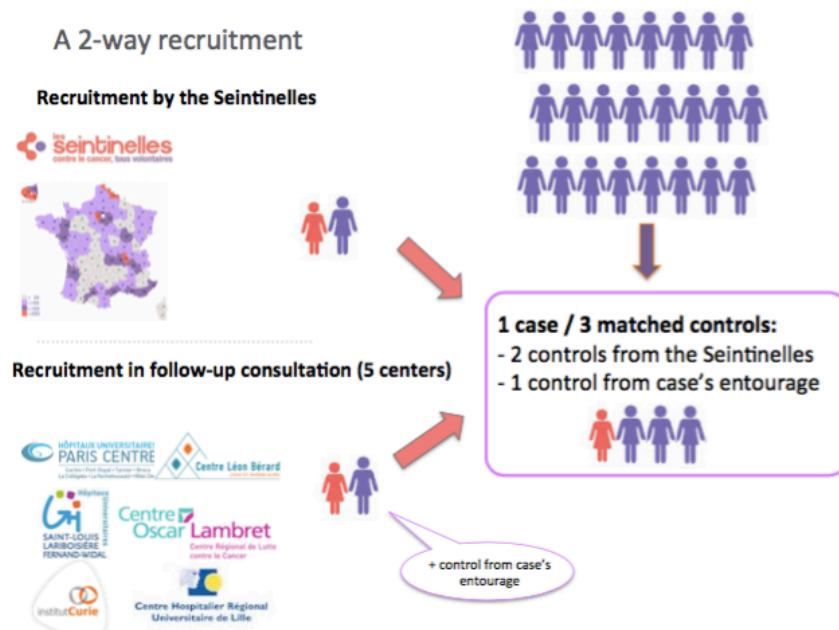 A 2-way recruitment
Recruitment by the Seintinelles
les
seintinelles
contre le cancer, tous volontaires
1 case / 3 matched controls:
- 2 controls from the Seintinelles
- 1 control from case's entourage
Recruitment in follow-up consultation (5 centers)
HÔPITAUX UNIVERSITAIRES
PARIS CENTRE
Centre Léon Bérard
Hôpitaux
Universitaires
SAINT-LOUIS
LARIBOISIÈRE
FERNAND-WIDAL
Centre
Oscar Lambret
Centre Régional de Lutte
contre le Cancer
institutCurie
Centre Hospitalier Régional
Universitaire de Lille
+ control from case's
entourage